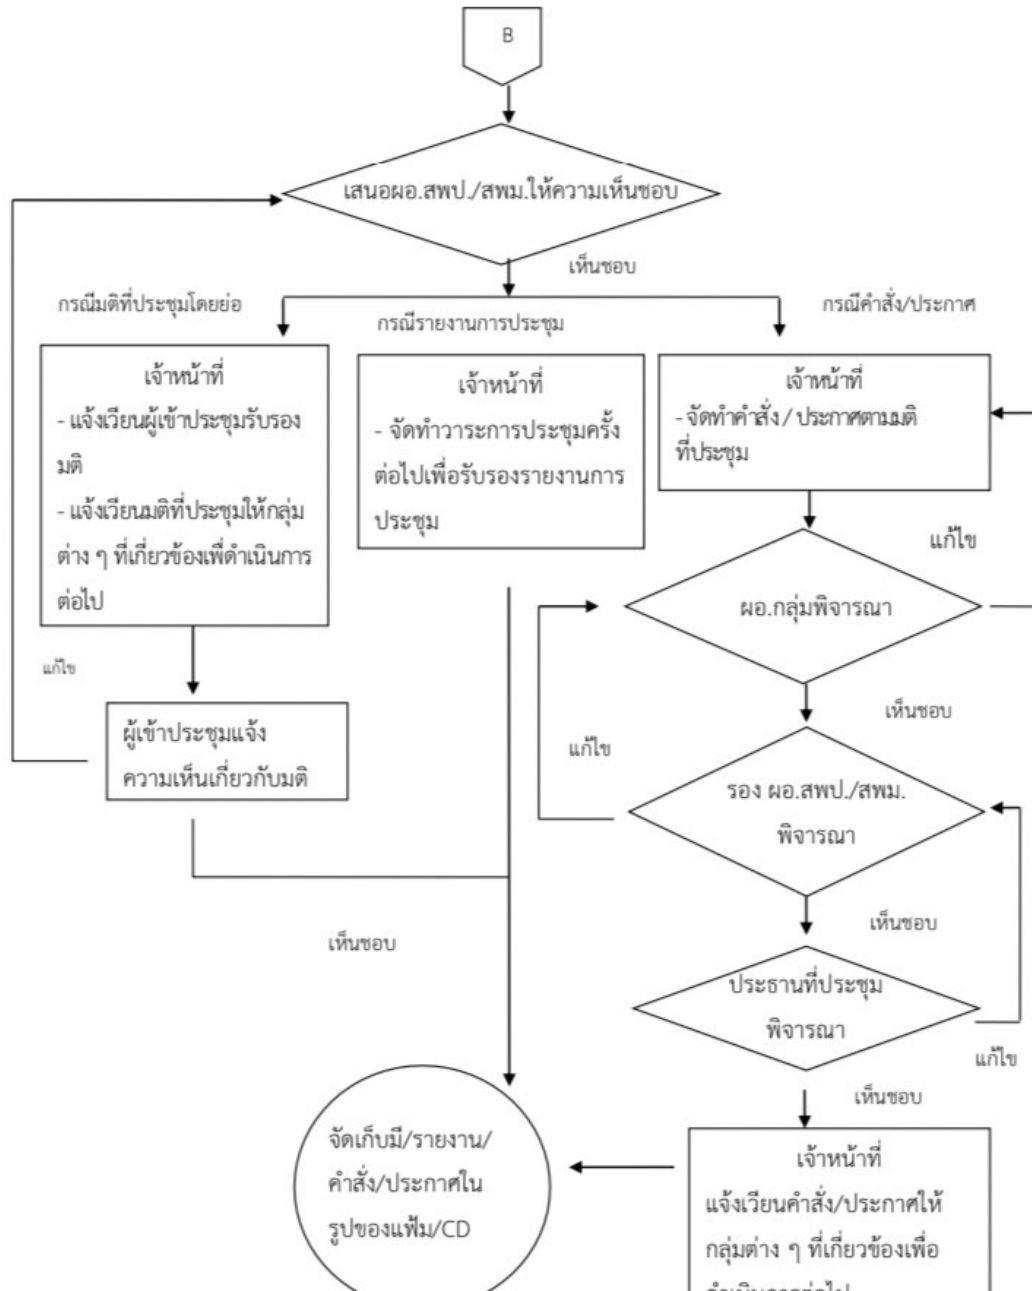 B
เสนอผอ.สพป./สพม.ให้ความเห็นชอบ
เห็นชอบ
กรณีมติที่ประชุมโดยย่อ
กรณีรายงานการประชุม
กรณีคำสั่ง/ประกาศ
เจ้าหน้าที่
- แจ้งเวียนผู้เข้าประชุมรับรอง
มติ
- แจ้งเวียนมติที่ประชุมให้กลุ่ม
ต่าง ๆ ที่เกี่ยวข้องเพื่ดำเนินการ
ต่อไป
เจ้าหน้าที่
- จัดทำวาระการประชุมครั้ง
ต่อไปเพื่อรับรองรายงานการ
ประชุม
เจ้าหน้าที่
- จัดทำคำสั่ง / ประกาศตามมติ
ที่ประชุม
แก้ไข
ผอ.กลุ่มพิจารณา
แก้ไข
ผู้เข้าประชุมแจ้ง
ความเห็นเกี่ยวกับมติ
เห็นชอบ
แก้ไข
รอง ผอ.สพป./สพม.
พิจารณา
เห็นชอบ
เห็นชอบ
ประธานที่ประชุม
พิจารณา
แก้ไข
เห็นชอบ
จัดเก็บมี/รายงาน/
คำสั่ง/ประกาศใน
รูปของแฟ้ม/CD
เจ้าหน้าที่
แจ้งเวียนคำสั่ง/ประกาศให้
กลุ่มต่าง ๆ ที่เกี่ยวข้องเพื่อ